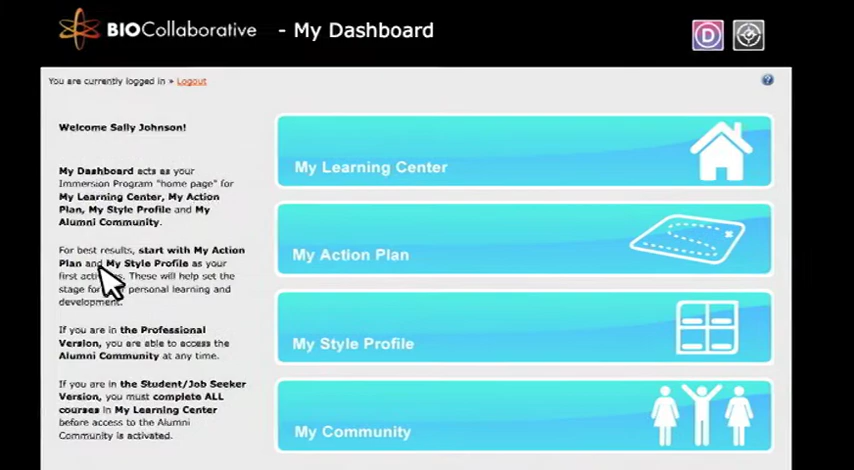 BIOCollaborative - My Dashboard
D
You are currently logged in » Logout
?
Welcome Sally Johnson!
My Dashboard acts as your
Immersion Program "home page" for
My Learning Center, My Action
Plan, My Style Profile and My
Alumni Community.
For best results, start with My Action
Plan and My Style Profile as your
first These will help set the
stage for personal learning and
development.
If you are in the Professional
Version, you are able to access the
Alumni Community at any time.
If you are in the Student/Job Seeker
Version, you must complete ALL
courses in My Learning Center
before access to the Alumni
Community is activated.
My Learning Center
My Action Plan
My Style Profile
My Community